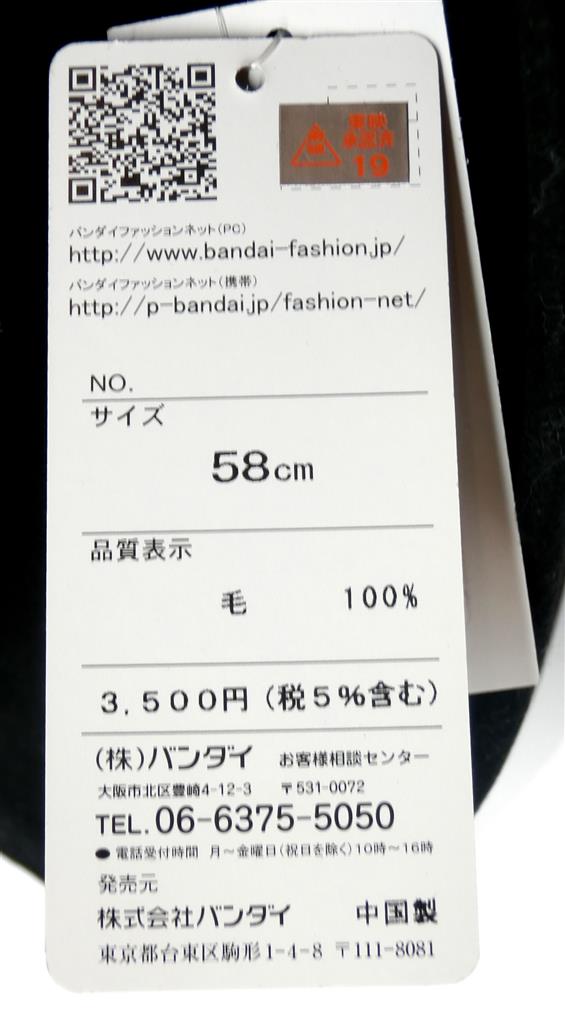 東映
承認済
19
バンダイファッションネット(PC)
http://www.bandai-fashion.jp/
バンダイファッションネット(携帯)
http://p-bandai.jp/fashion-net/
NO.
サイズ
58cm
品質表示
毛 100%
3,500円(税5%含む)
(株)バンダイ お客様相談センター
大阪市北区豊崎4-12-3 〒531-0072
TEL.06-6375-5050
●電話受付時間 月~金曜日(祝日を除く)10時~16時
発売元
株式会社バンダイ 中国製
東京都台東区駒形1-4-8 〒111-8081